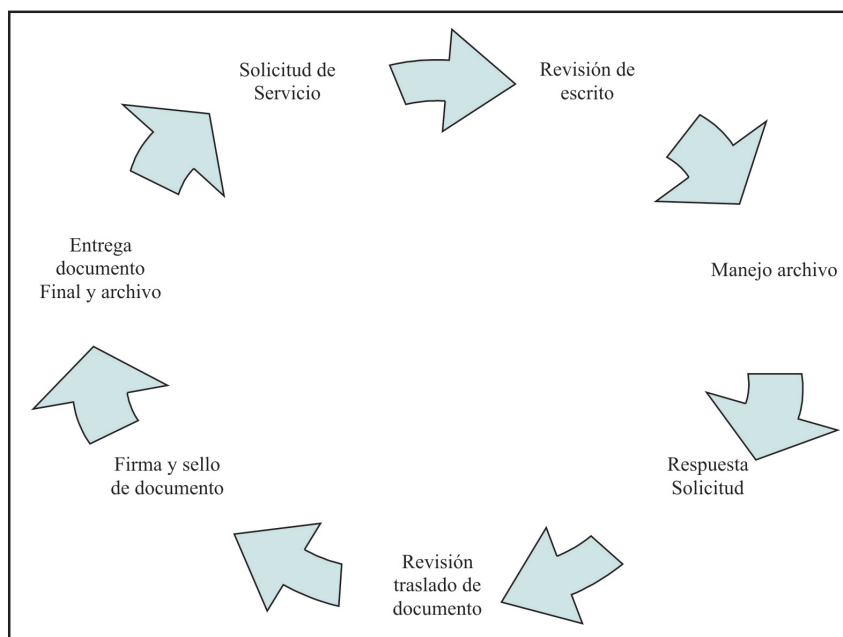 Solicitud de
Servicio
Revisión de
escrito
Manejo archivo
Respuesta
Solicitud
Revisión
traslado de
documento
Firma y sello
de documento
Entrega
documento
Final y archivo